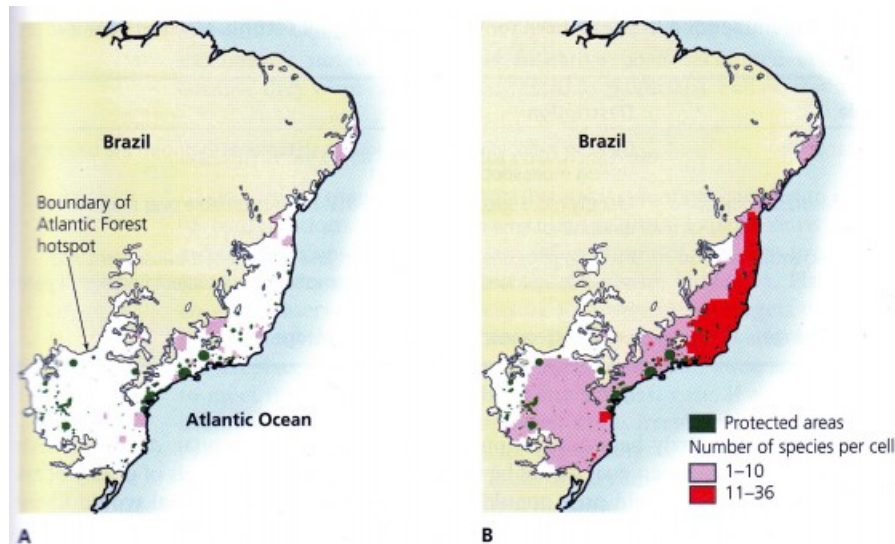 Brazil
Boundary of
Atlantic Forest
hotspot
Atlantic Ocean
A
Brazil
Protected areas
Number of species per cell
1–10
11–36
B